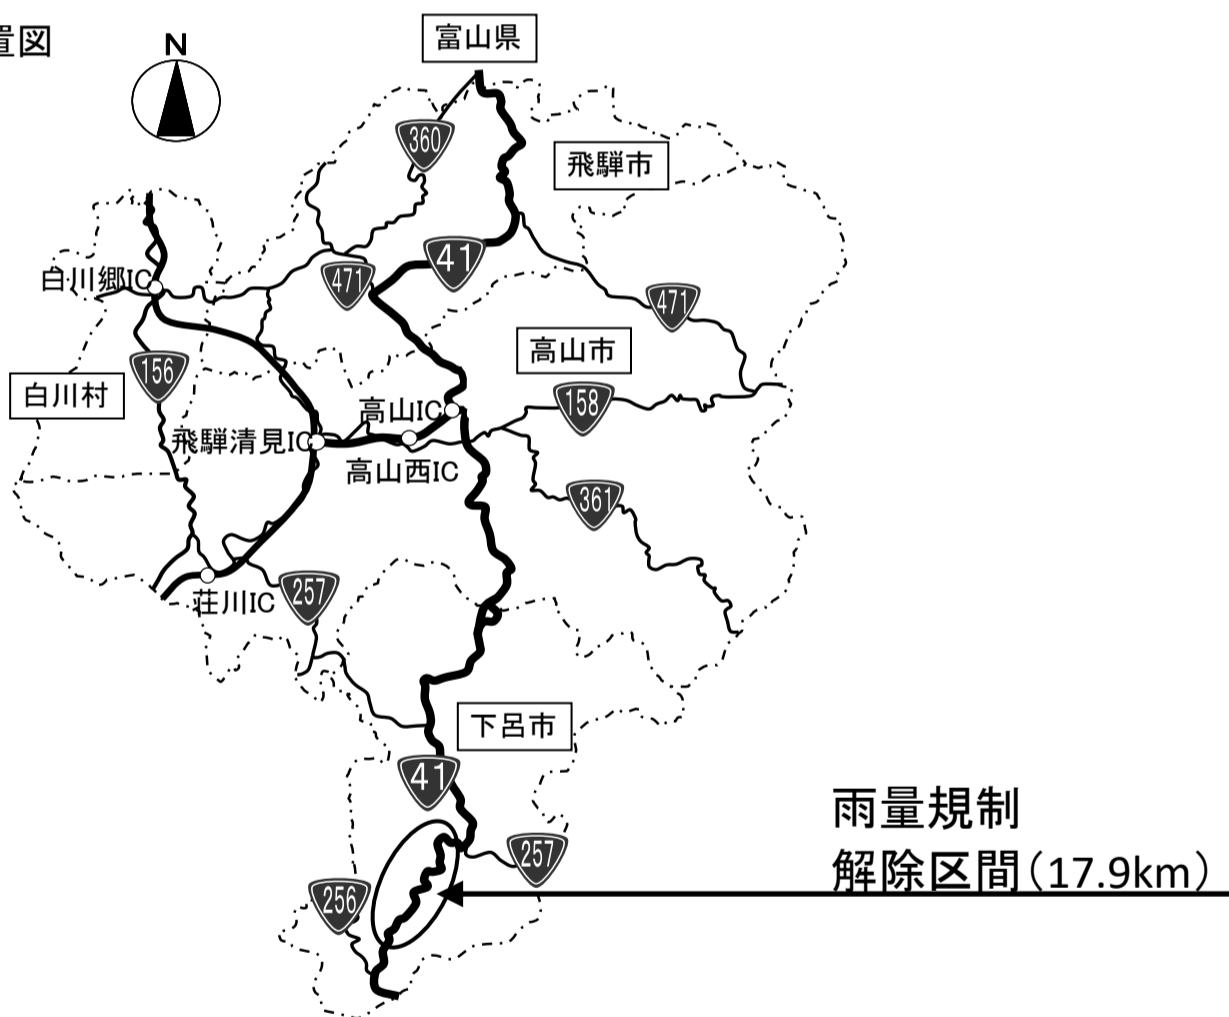 置図
N
富山県
360
飛騨市
41
471
白川郷IC
471
高山市
156
白川村
158
高山IC
飛騨清見IC
高山西IC
361
257
荘川IC
下呂市
41
雨量規制
解除区間(17.9km)
257
256